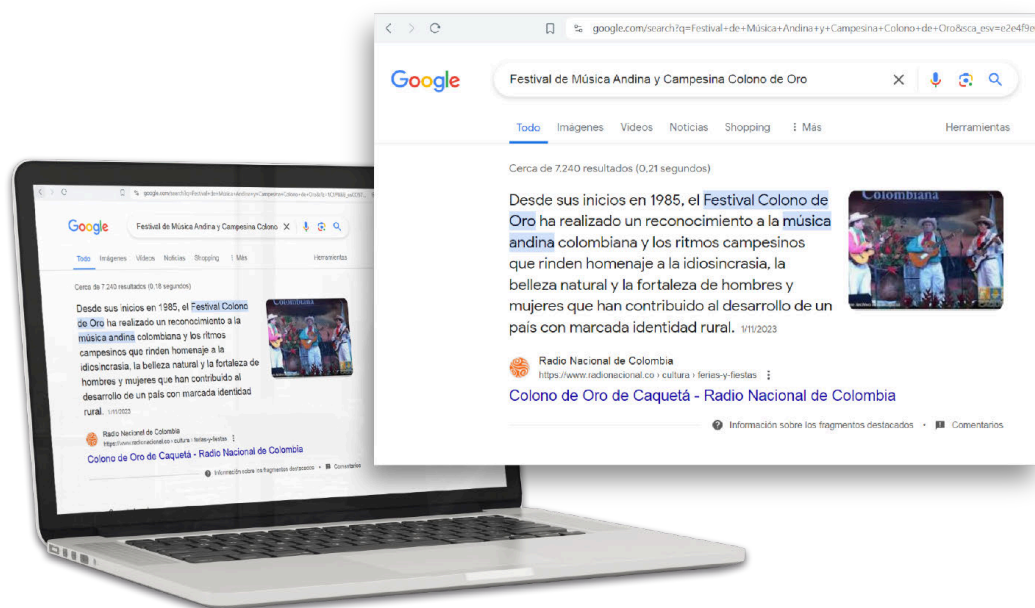 google.com/search?q=Festival+de+Música+Andina+y+Campesina+Colono+de+Oro&sca_esv=e2e4f9e
Google
Festival de Música Andina y Campesina Colono de Oro
Todo Imágenes Videos Noticias Shopping Más Herramientas
Cerca de 7.240 resultados (0,21 segundos)
Desde sus inicios en 1985, el Festival Colono de
Oro ha realizado un reconocimiento a la música
andina colombiana y los ritmos campesinos
que rinden homenaje a la idiosincrasia, la
belleza natural y la fortaleza de hombres y
mujeres que han contribuido al desarrollo de un
país con marcada identidad rural. 1/11/2023
Colombiana
Radio Nacional de Colombia
https://www.radionacional.co › cultura › ferias-y-fiestas
Colono de Oro de Caquetá - Radio Nacional de Colombia
Información sobre los fragmentos destacados • Comentarios
Google
Festival de Música Andina y Campesina Colono
Todo Imágenes Videos Noticias Shopping Más Herramientas
Cerca de 7.240 resultados (0,18 segundos)
Desde sus inicios en 1985, el Festival Colono
de Oro ha realizado un reconocimiento a la
música andina colombiana y los ritmos
campesinos que rinden homenaje a la
idiosincrasia, la belleza natural y la fortaleza de
hombres y mujeres que han contribuido al
desarrollo de un país con marcada identidad
rural. 1/11/2023
Colombiana
Radio Nacional de Colombia
https://www.radionacional.co › cultura › ferias-y-fiestas
Colono de Oro de Caquetá - Radio Nacional de Colombia
Información sobre los fragmentos destacados • Comentarios